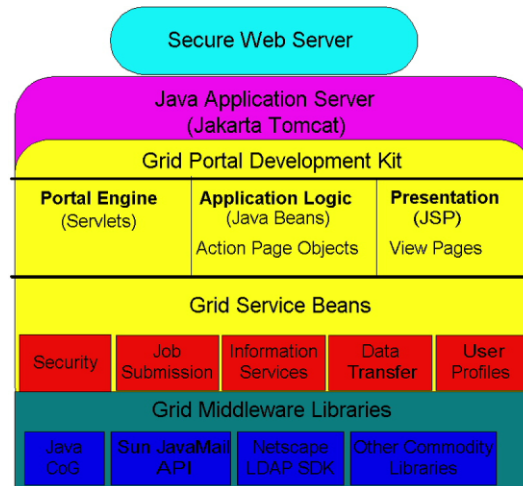 Secure Web Server
Java Application Server
(Jakarta Tomcat)
Grid Portal Development Kit
Portal Engine
(Servlets)
Application Logic
(Java Beans)
Action Page Objects
Presentation
(JSP)
View Pages
Grid Service Beans
Security
Job
Submission
Information
Services
Data
Transfer
User
Profiles
Grid Middleware Libraries
Java
CoG
Sun JavaMail
API
Netscape
LDAP SDK
Other Commodity
Libraries